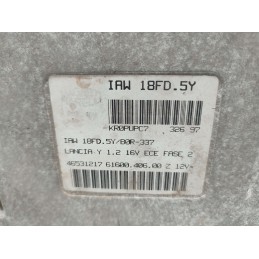 IAW 18FD.5Y
KR0PUPC7 326 97
IAW 18FD.5Y/B0R-337
LANCIA Y 1.2 16V ECE FASE 2
46531217 61600.406.00 Z 12V